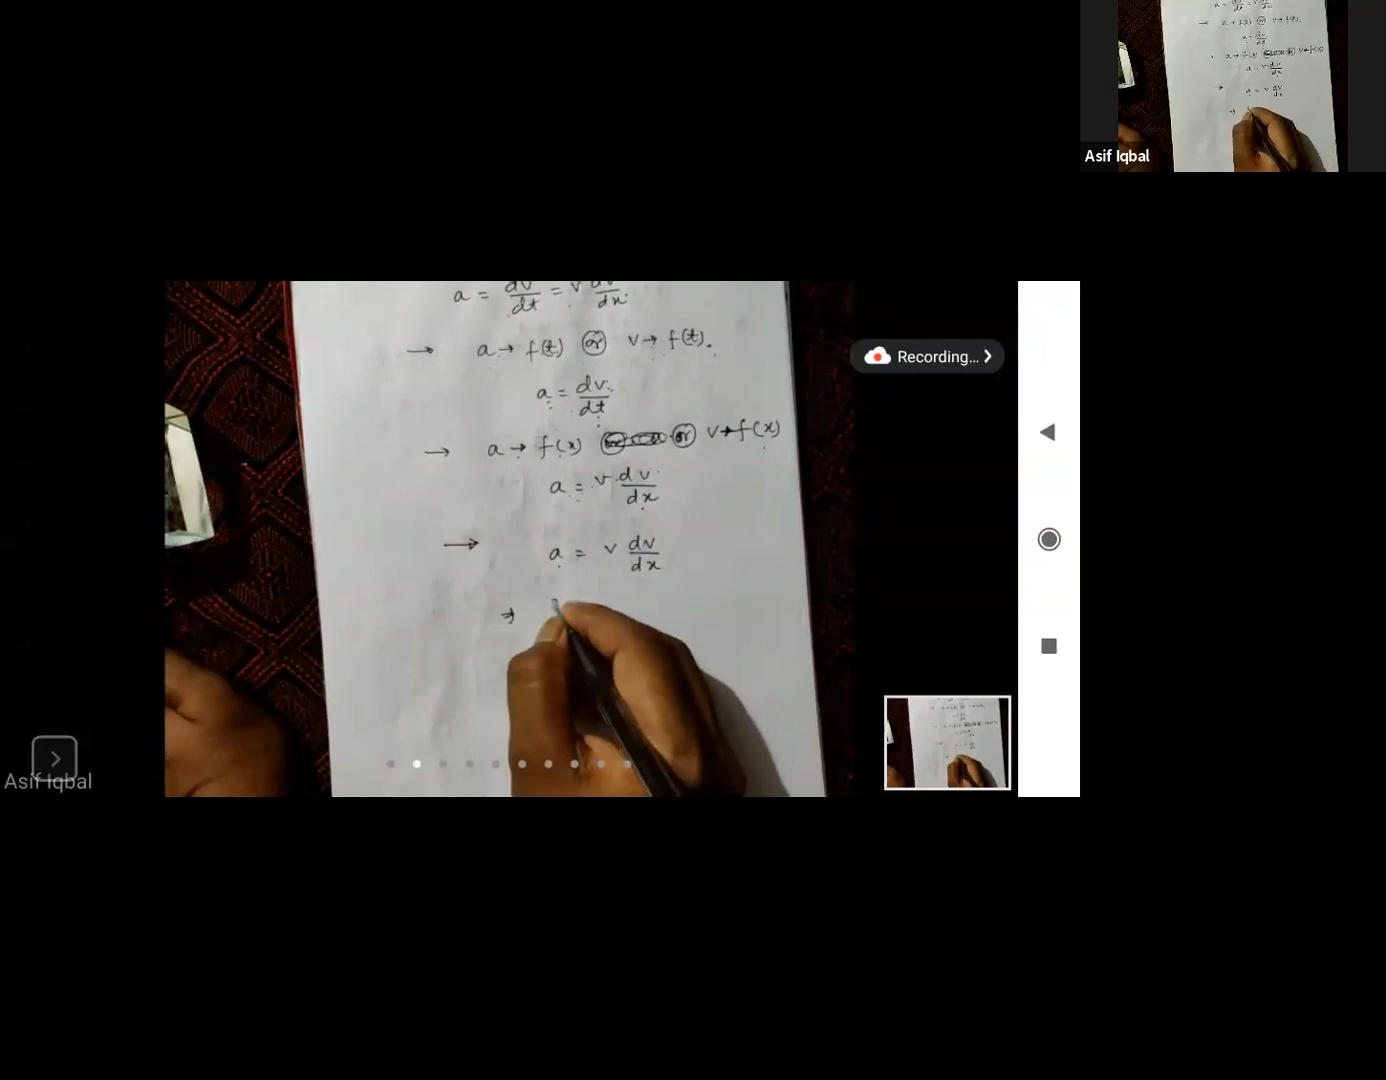 a = dv/dt = v dv/dx
→ a → f(t) or v → f(t).
a = dv/dt
→ a → f(x) or v → f(x)
a = v dv/dx
→ a = v dv/dx
⇒
Recording...
Asif Iqbal
Asif Iqbal